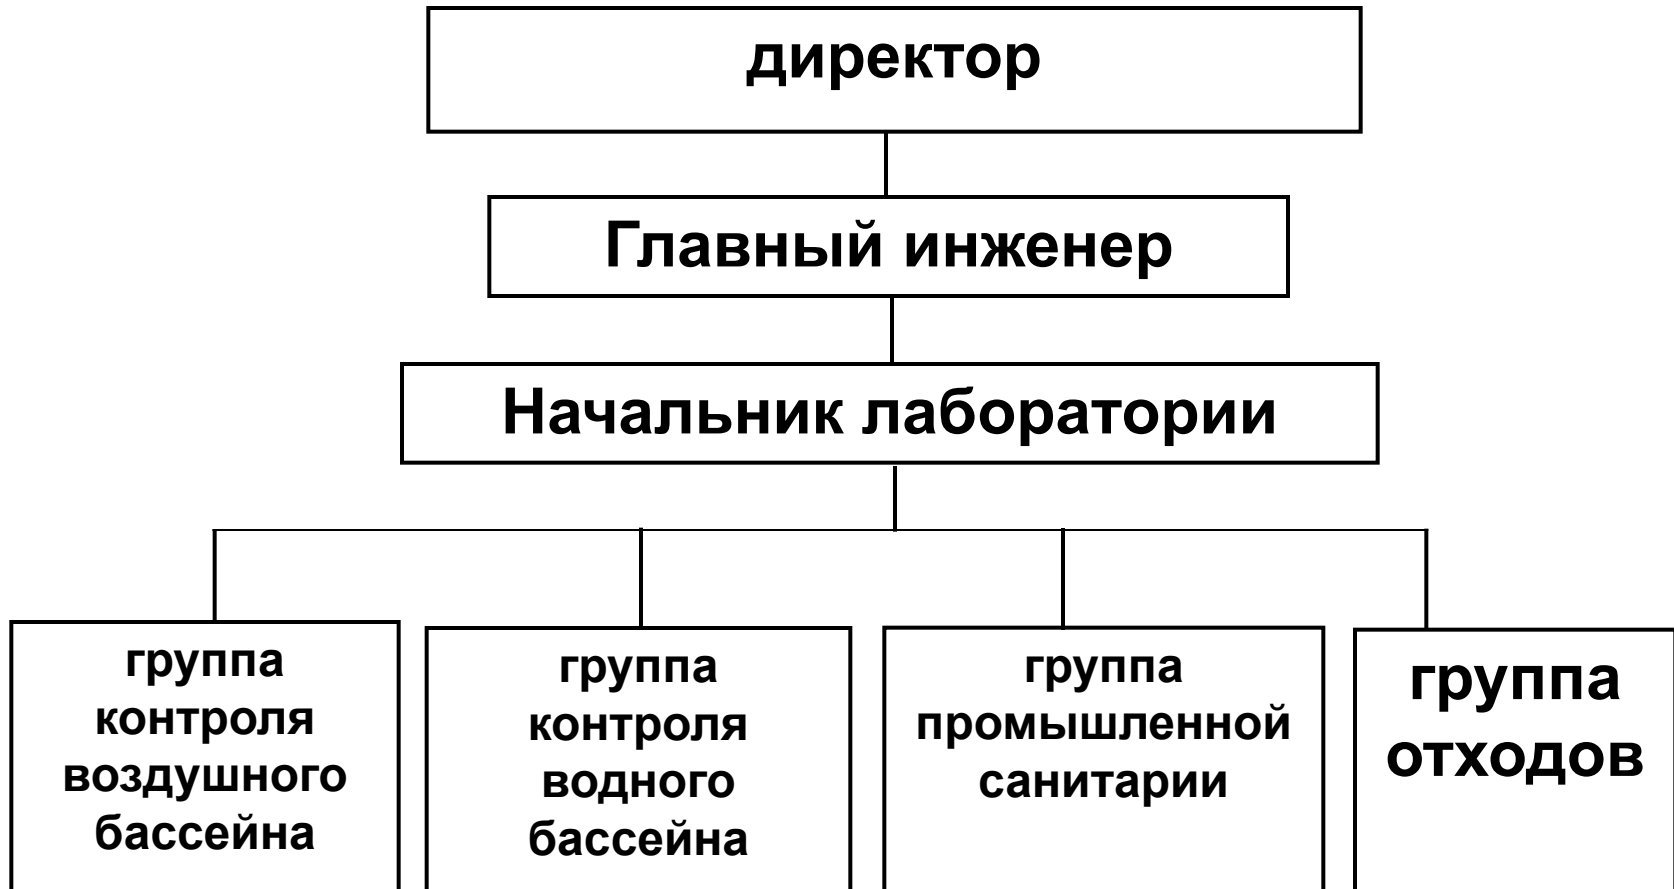 директор
Главный инженер
Начальник лаборатории
группа
контроля
воздушного
бассейна
группа
контроля
водного
бассейна
группа
промышленной
санитарии
группа
отходов